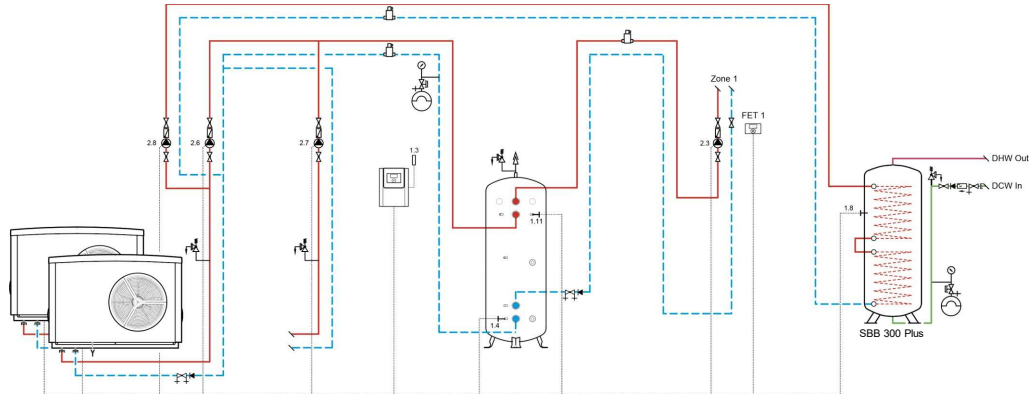 Zone 1
FET 1
2.8
2.6
2.7
1.3
2.3
DHW Out
DCW In
1.8
1.11
1.4
SBB 300 Plus